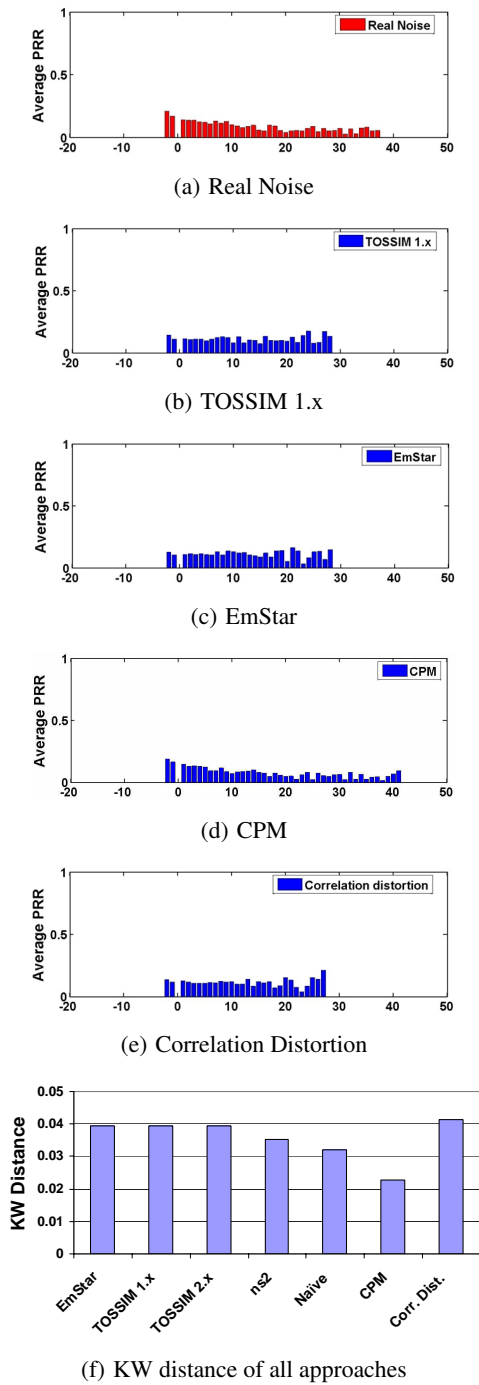 1
0.5
0
Average PRR
Real Noise
-20 -10 0 10 20 30 40 50
(a) Real Noise
1
0.5
0
Average PRR
TOSSIM 1.x
-20 -10 0 10 20 30 40 50
(b) TOSSIM 1.x
1
0.5
0
Average PRR
EmStar
-20 -10 0 10 20 30 40 50
(c) EmStar
1
0.5
0
Average PRR
CPM
-20 -10 0 10 20 30 40 50
(d) CPM
1
0.5
0
Average PRR
Correlation distortion
-20 -10 0 10 20 30 40 50
(e) Correlation Distortion
0.05
0.04
0.03
0.02
0.01
0
KW Distance
EmStar
TOSSIM 1.x
TOSSIM 2.x
ns2
Naïve
CPM
Corr. Dist.
(f) KW distance of all approaches